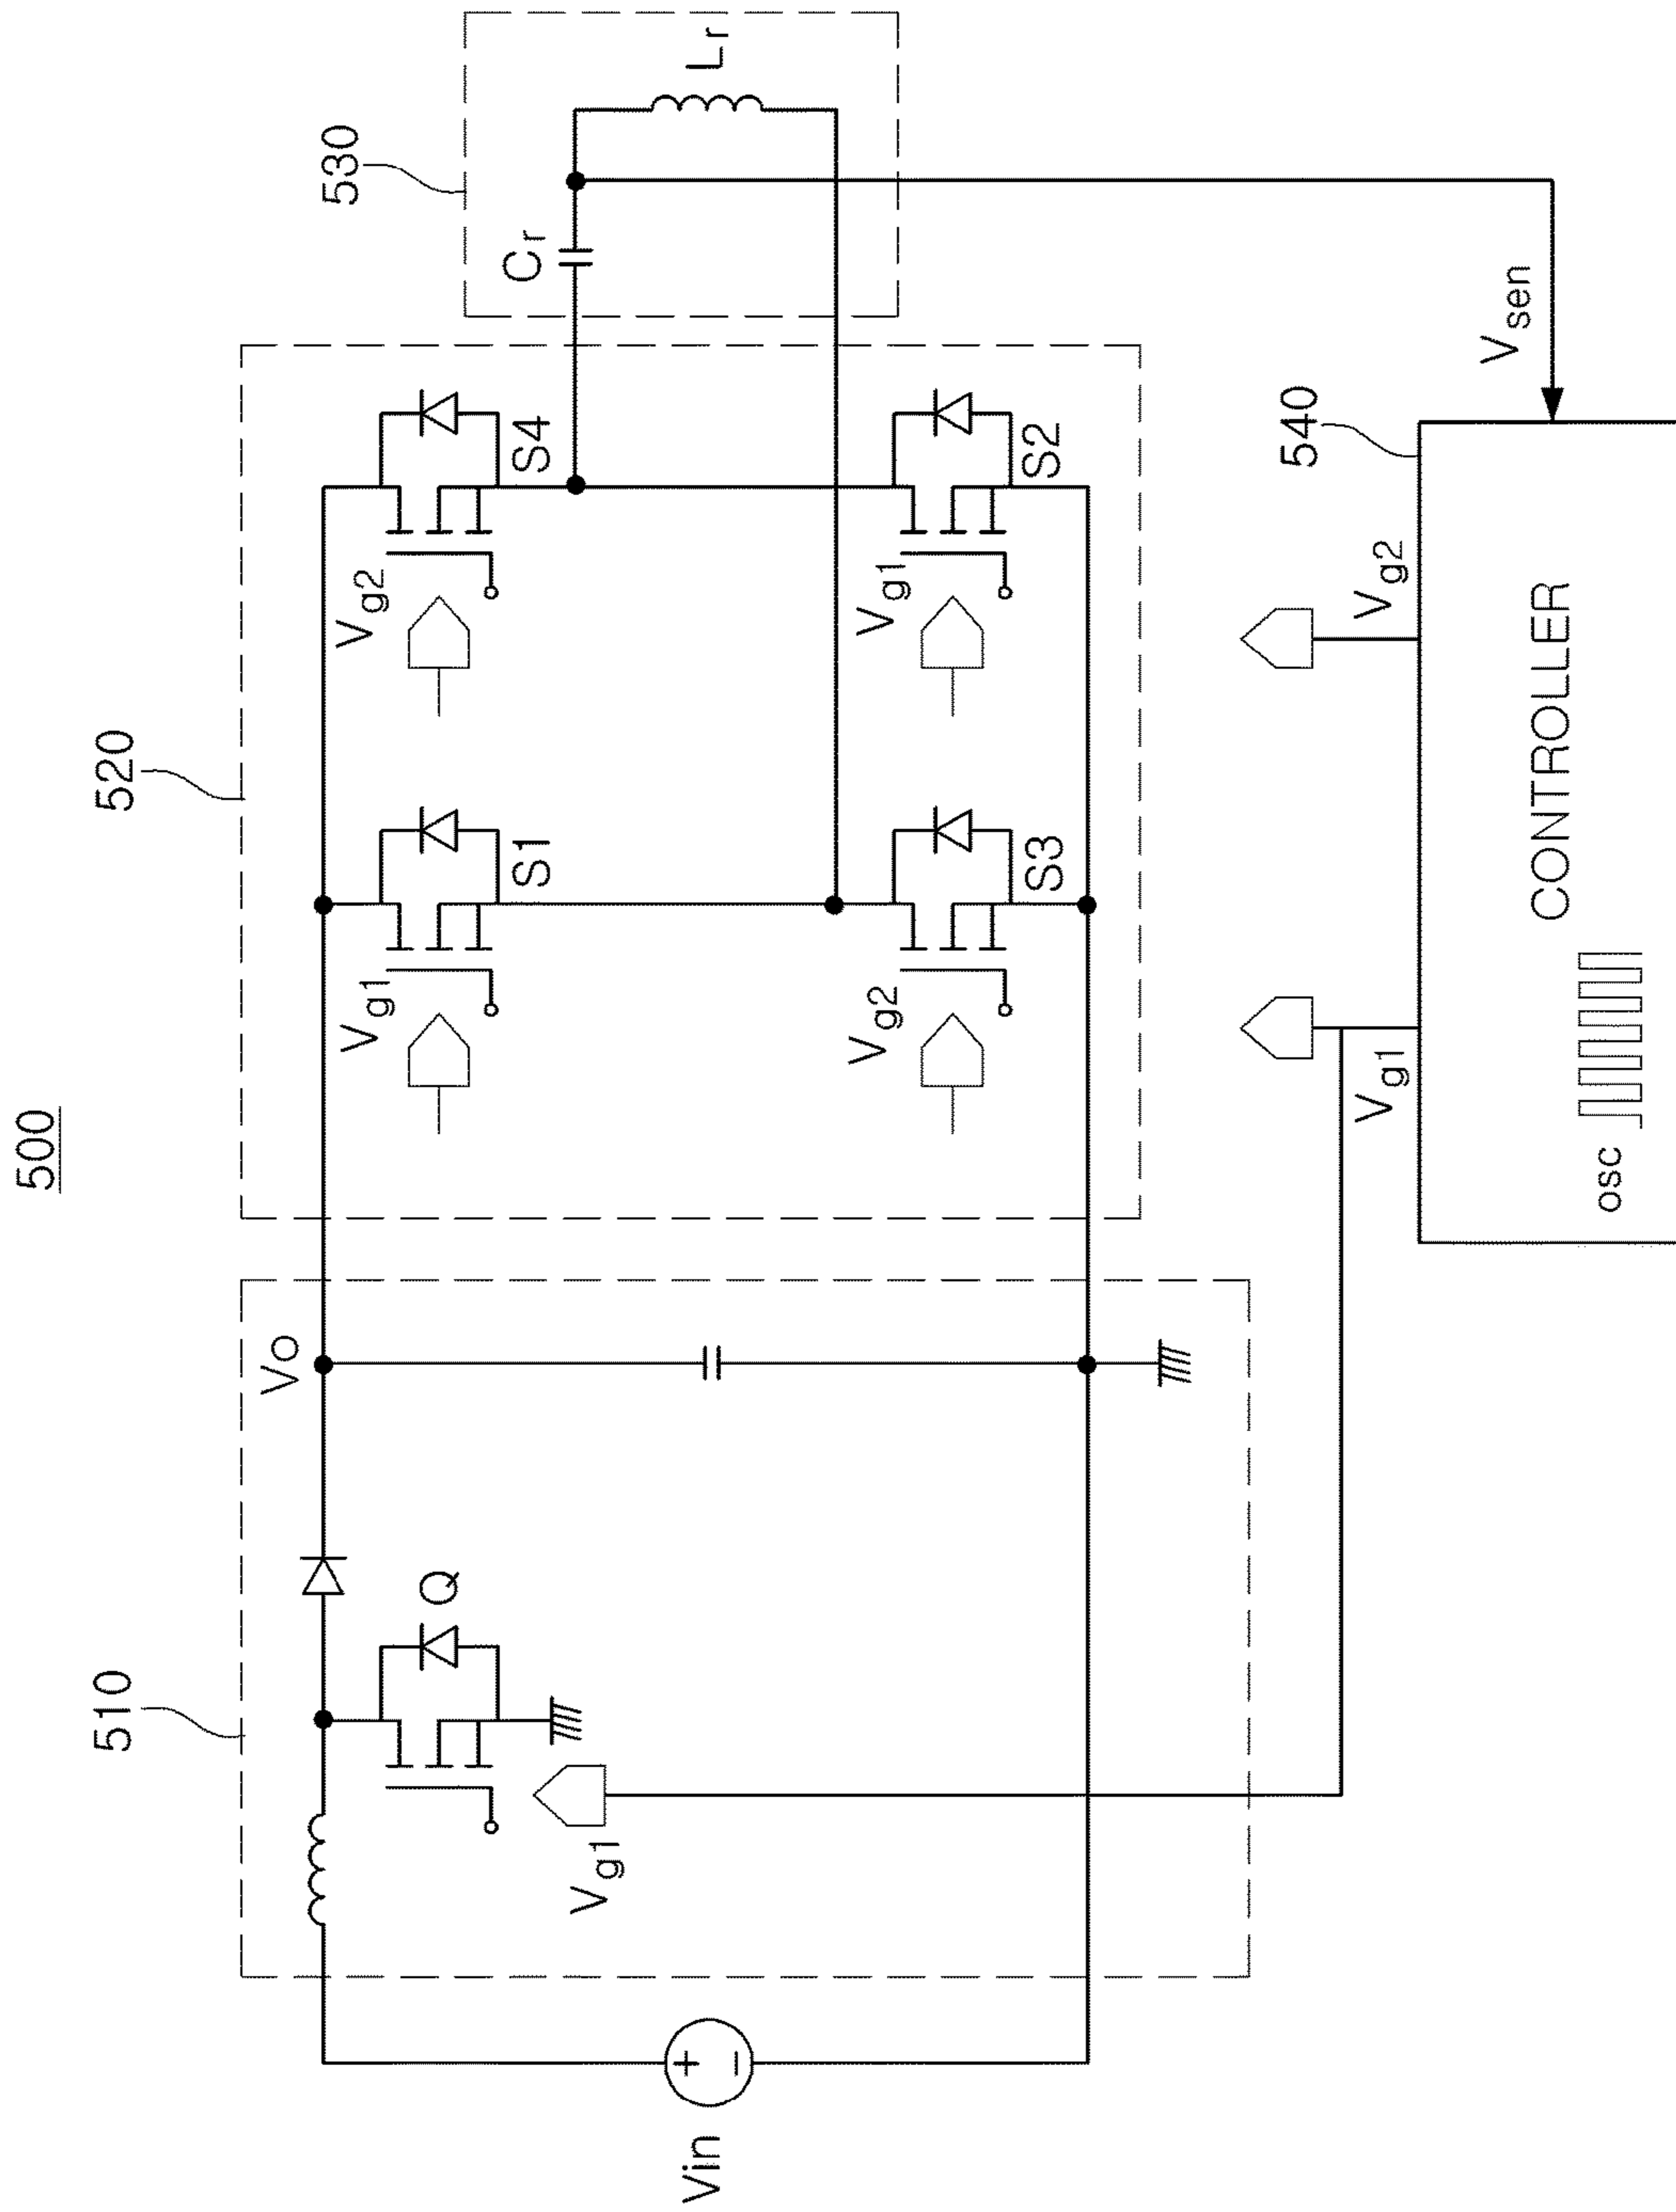 500
510
520
530
Vo
Lr
Cr
Vg1
Vg2
S1
S4
Q
Vg1
Vg2
Vg1
S3
S2
Vin
540
Vsen
Vg1
Vg2
CONTROLLER
osc